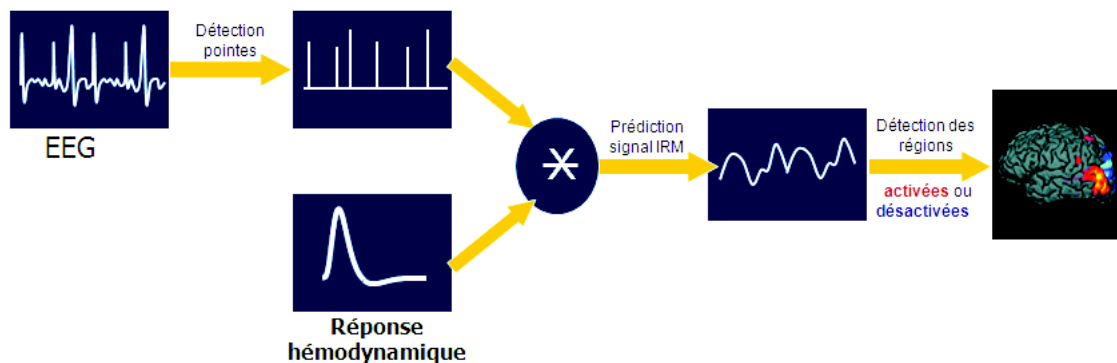 EEG
Détection
pointes
Réponse
hémodynamique
*
Prédiction
signal IRM
Détection des
régions
activées ou
désactivées